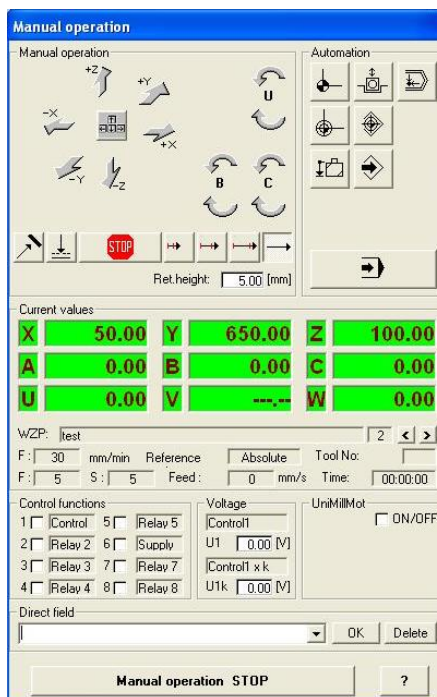 Manual operation
Manual operation
Automation
+Z
+Y
U
-X
+X
-Y
-Z
B
C
STOP
Ret.height: 5.00 [mm]
Current values
X 50.00 Y 650.00 Z 100.00
A 0.00 B 0.00 C 0.00
U 0.00 V ---.-- W 0.00
WZP: test 2 < >
F: 30 mm/min Reference Absolute Tool No:
F: 5 S: 5 Feed: 0 mm/s Time: 00:00:00
Control functions
1 Control 5 Relay 5
2 Relay 2 6 Supply
3 Relay 3 7 Relay 7
4 Relay 4 8 Relay 8
Voltage
Control1
U1 0.00 [V]
Control1 x k
U1k 0.00 [V]
UniMillMot
ON/OFF
Direct field
OK Delete
Manual operation STOP ?